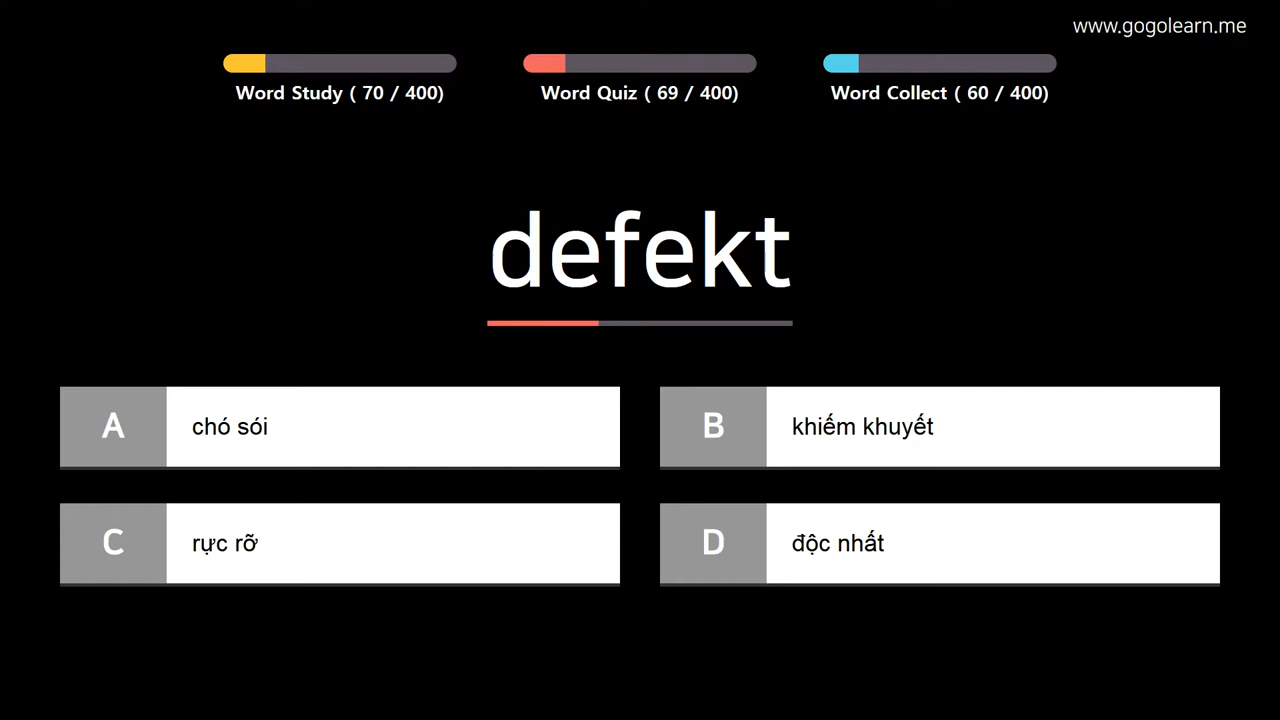 www.gogolearn.me
Word Study ( 70 / 400)
Word Quiz ( 69 / 400)
Word Collect ( 60 / 400)
defekt
A chó sói
B khiếm khuyết
C rực rỡ
D độc nhất